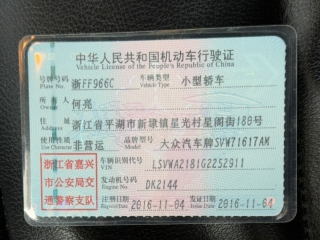 中华人民共和国机动车行驶证
Vehicle License of the People's Republic of China
号牌号码 浙FF966C 车辆类型 小型轿车
Plate No. Vehicle Type
所有人 何亮
Owner
住址 浙江省平湖市新埭镇星光村星阁街188号
Address
使用性质 非营运 品牌型号 大众汽车牌SVW71617AM
Use Character Model
浙江省嘉兴 车辆识别代号 LSVWA2181G2252911
VIN
市公安局交 发动机号码 DK2144
Engine No.
通警察支队 注册日期 2016-11-04 发证日期 2016-11-04
Register Date Issue Date